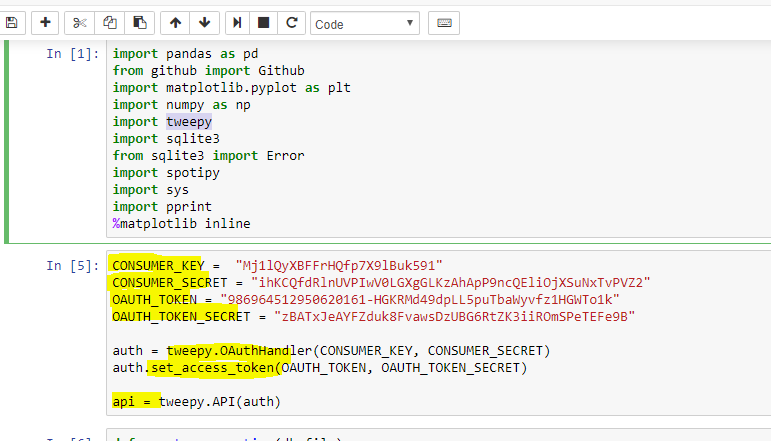 Code
In [1]: import pandas as pd
from github import Github
import matplotlib.pyplot as plt
import numpy as np
import tweepy
import sqlite3
from sqlite3 import Error
import spotipy
import sys
import pprint
%matplotlib inline
In [5]: CONSUMER_KEY = "Mj1lQyXBFFrHQfp7X9lBuk591"
CONSUMER_SECRET = "ihKCQfdRlnUVPIwV0LGXgGLKzAhApP9ncQEliOjXSuNxTvPVZ2"
OAUTH_TOKEN = "986964512950620161-HGKRMd49dpLL5puTbaWyvfz1HGWTo1k"
OAUTH_TOKEN_SECRET = "zBATxJeAYFZduk8FvawsDzUBG6RtZK3iiROmSPeTEFe9B"
auth = tweepy.OAuthHandler(CONSUMER_KEY, CONSUMER_SECRET)
auth.set_access_token(OAUTH_TOKEN, OAUTH_TOKEN_SECRET)
api = tweepy.API(auth)